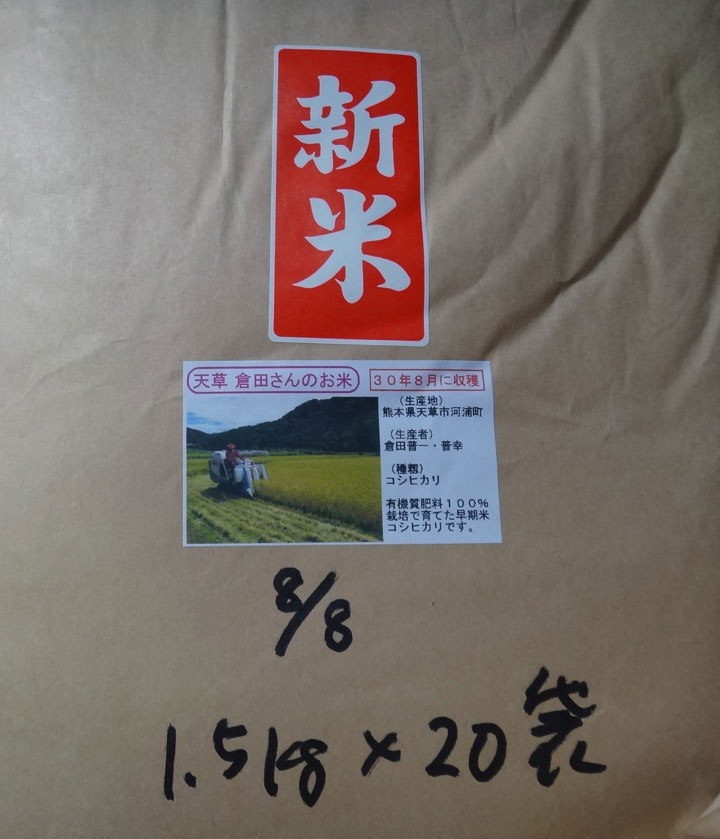 新米
天草 倉田さんのお米
30年8月に収穫
(生産地)
熊本県天草市河浦町
(生産者)
倉田普一・普幸
(種籾)
コシヒカリ
有機質肥料100%
栽培で育てた早期米
コシヒカリです。
8/8
1.5kg×20袋